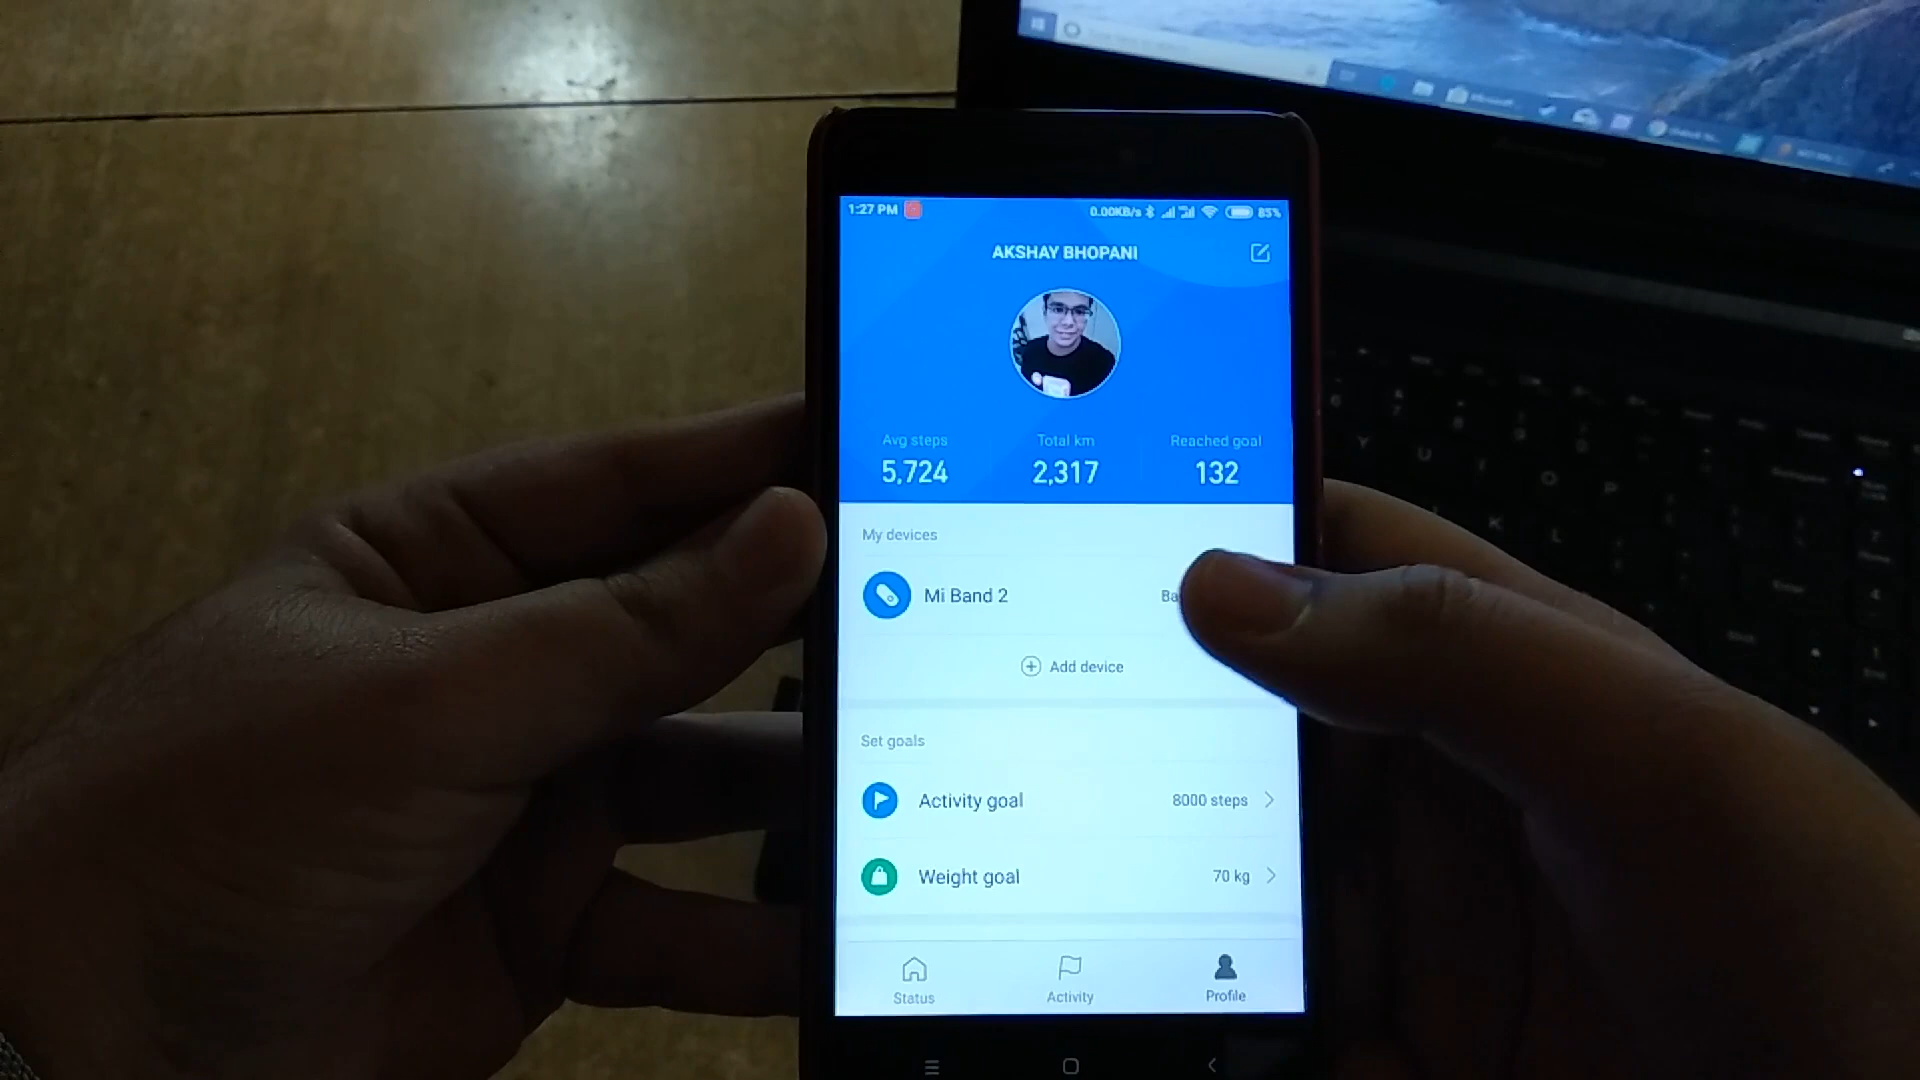 1:27 PM 0.00KB/s 85%
AKSHAY BHOPANI
Avg steps Total km Reached goal
5,724 2,317 132
My devices
Mi Band 2 Ba
Add device
Set goals
Activity goal 8000 steps
Weight goal 70 kg
Status Activity Profile
Y U I O P
K L